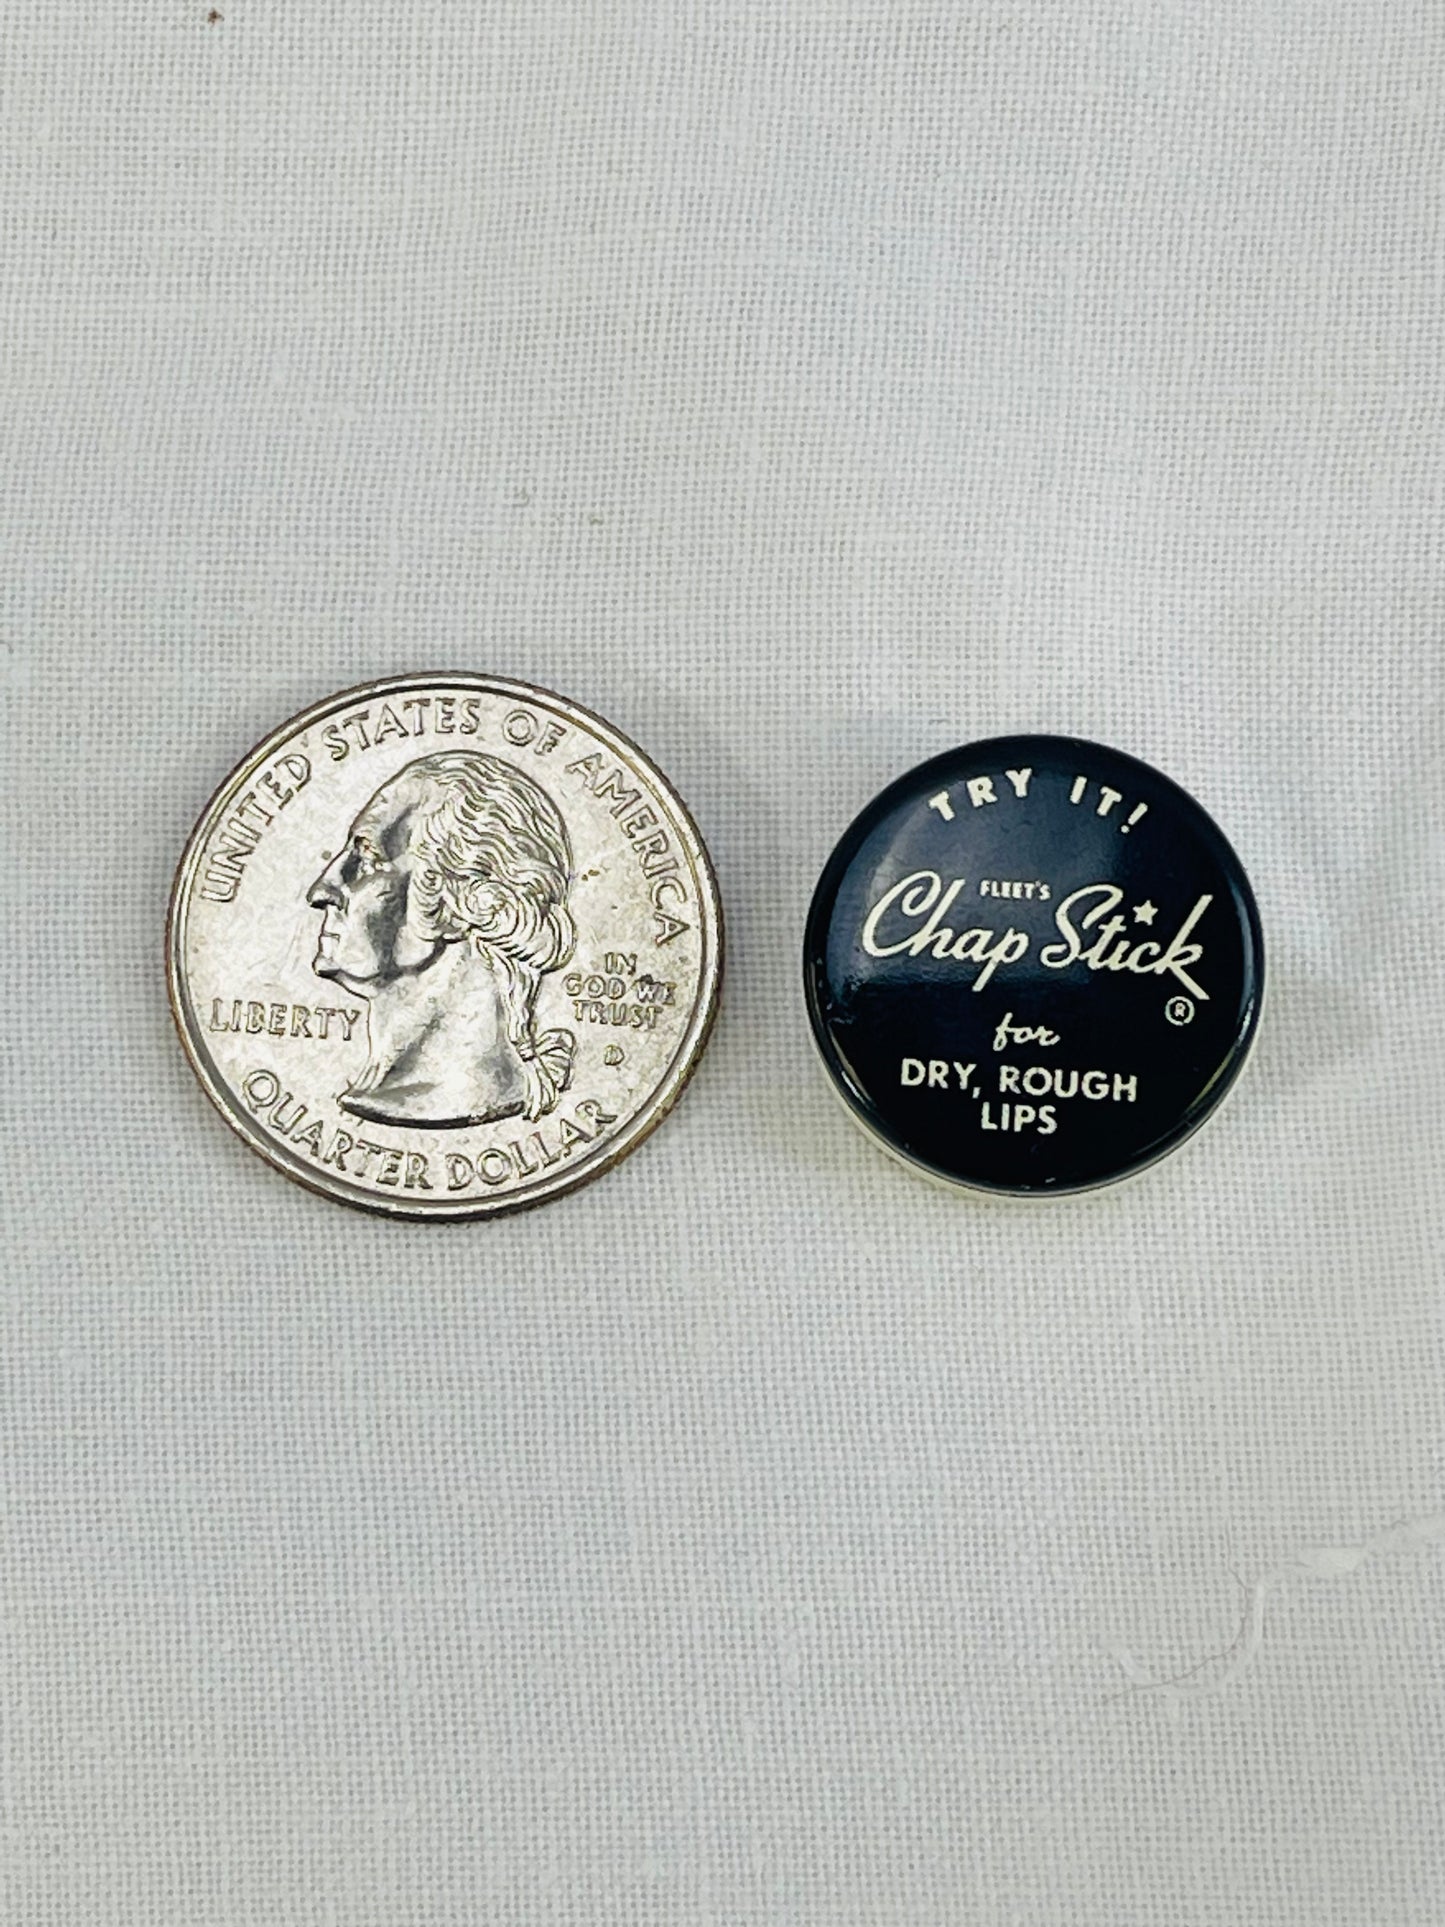 UNITED STATES OF AMERICA
LIBERTY
IN
GOD WE
TRUST
D
QUARTER DOLLAR
TRY IT!
FLEET'S
Chap Stick
®
for
DRY, ROUGH
LIPS